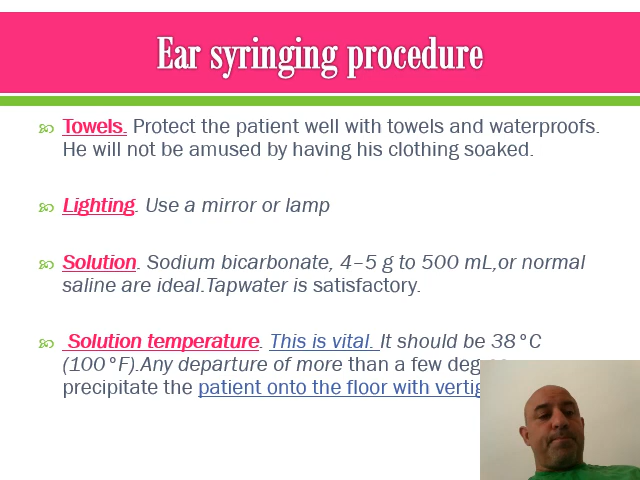 Ear syringing procedure
Towels. Protect the patient well with towels and waterproofs.
He will not be amused by having his clothing soaked.
Lighting. Use a mirror or lamp
Solution. Sodium bicarbonate, 4–5 g to 500 mL,or normal
saline are ideal.Tapwater is satisfactory.
Solution temperature. This is vital. It should be 38°C
(100°F).Any departure of more than a few
precipitate the patient onto the floor with